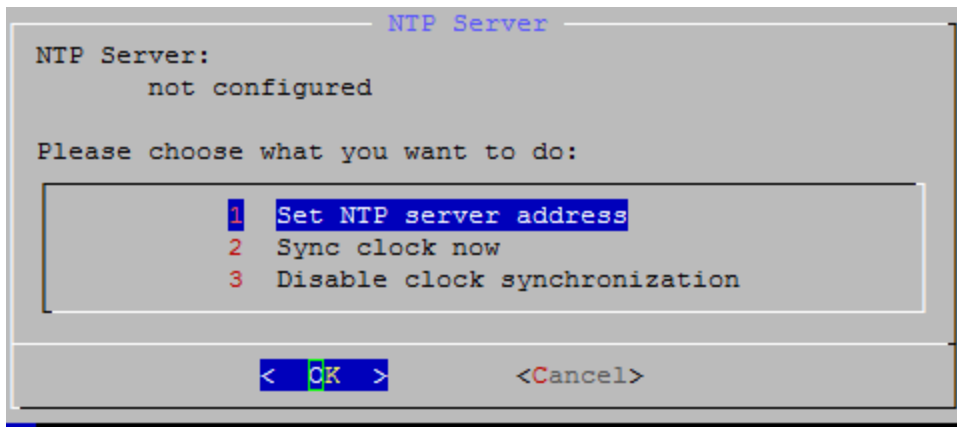 NTP Server
NTP Server:
not configured
Please choose what you want to do:
1 Set NTP server address
2 Sync clock now
3 Disable clock synchronization
< OK > <Cancel>